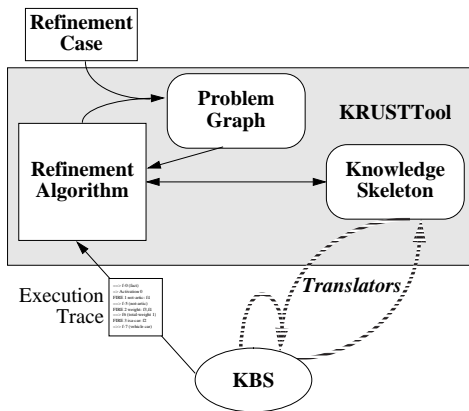 Refinement
Case
Problem
Graph
KRUSTTool
Refinement
Algorithm
Knowledge
Skeleton
Execution
Trace
Translators
KBS